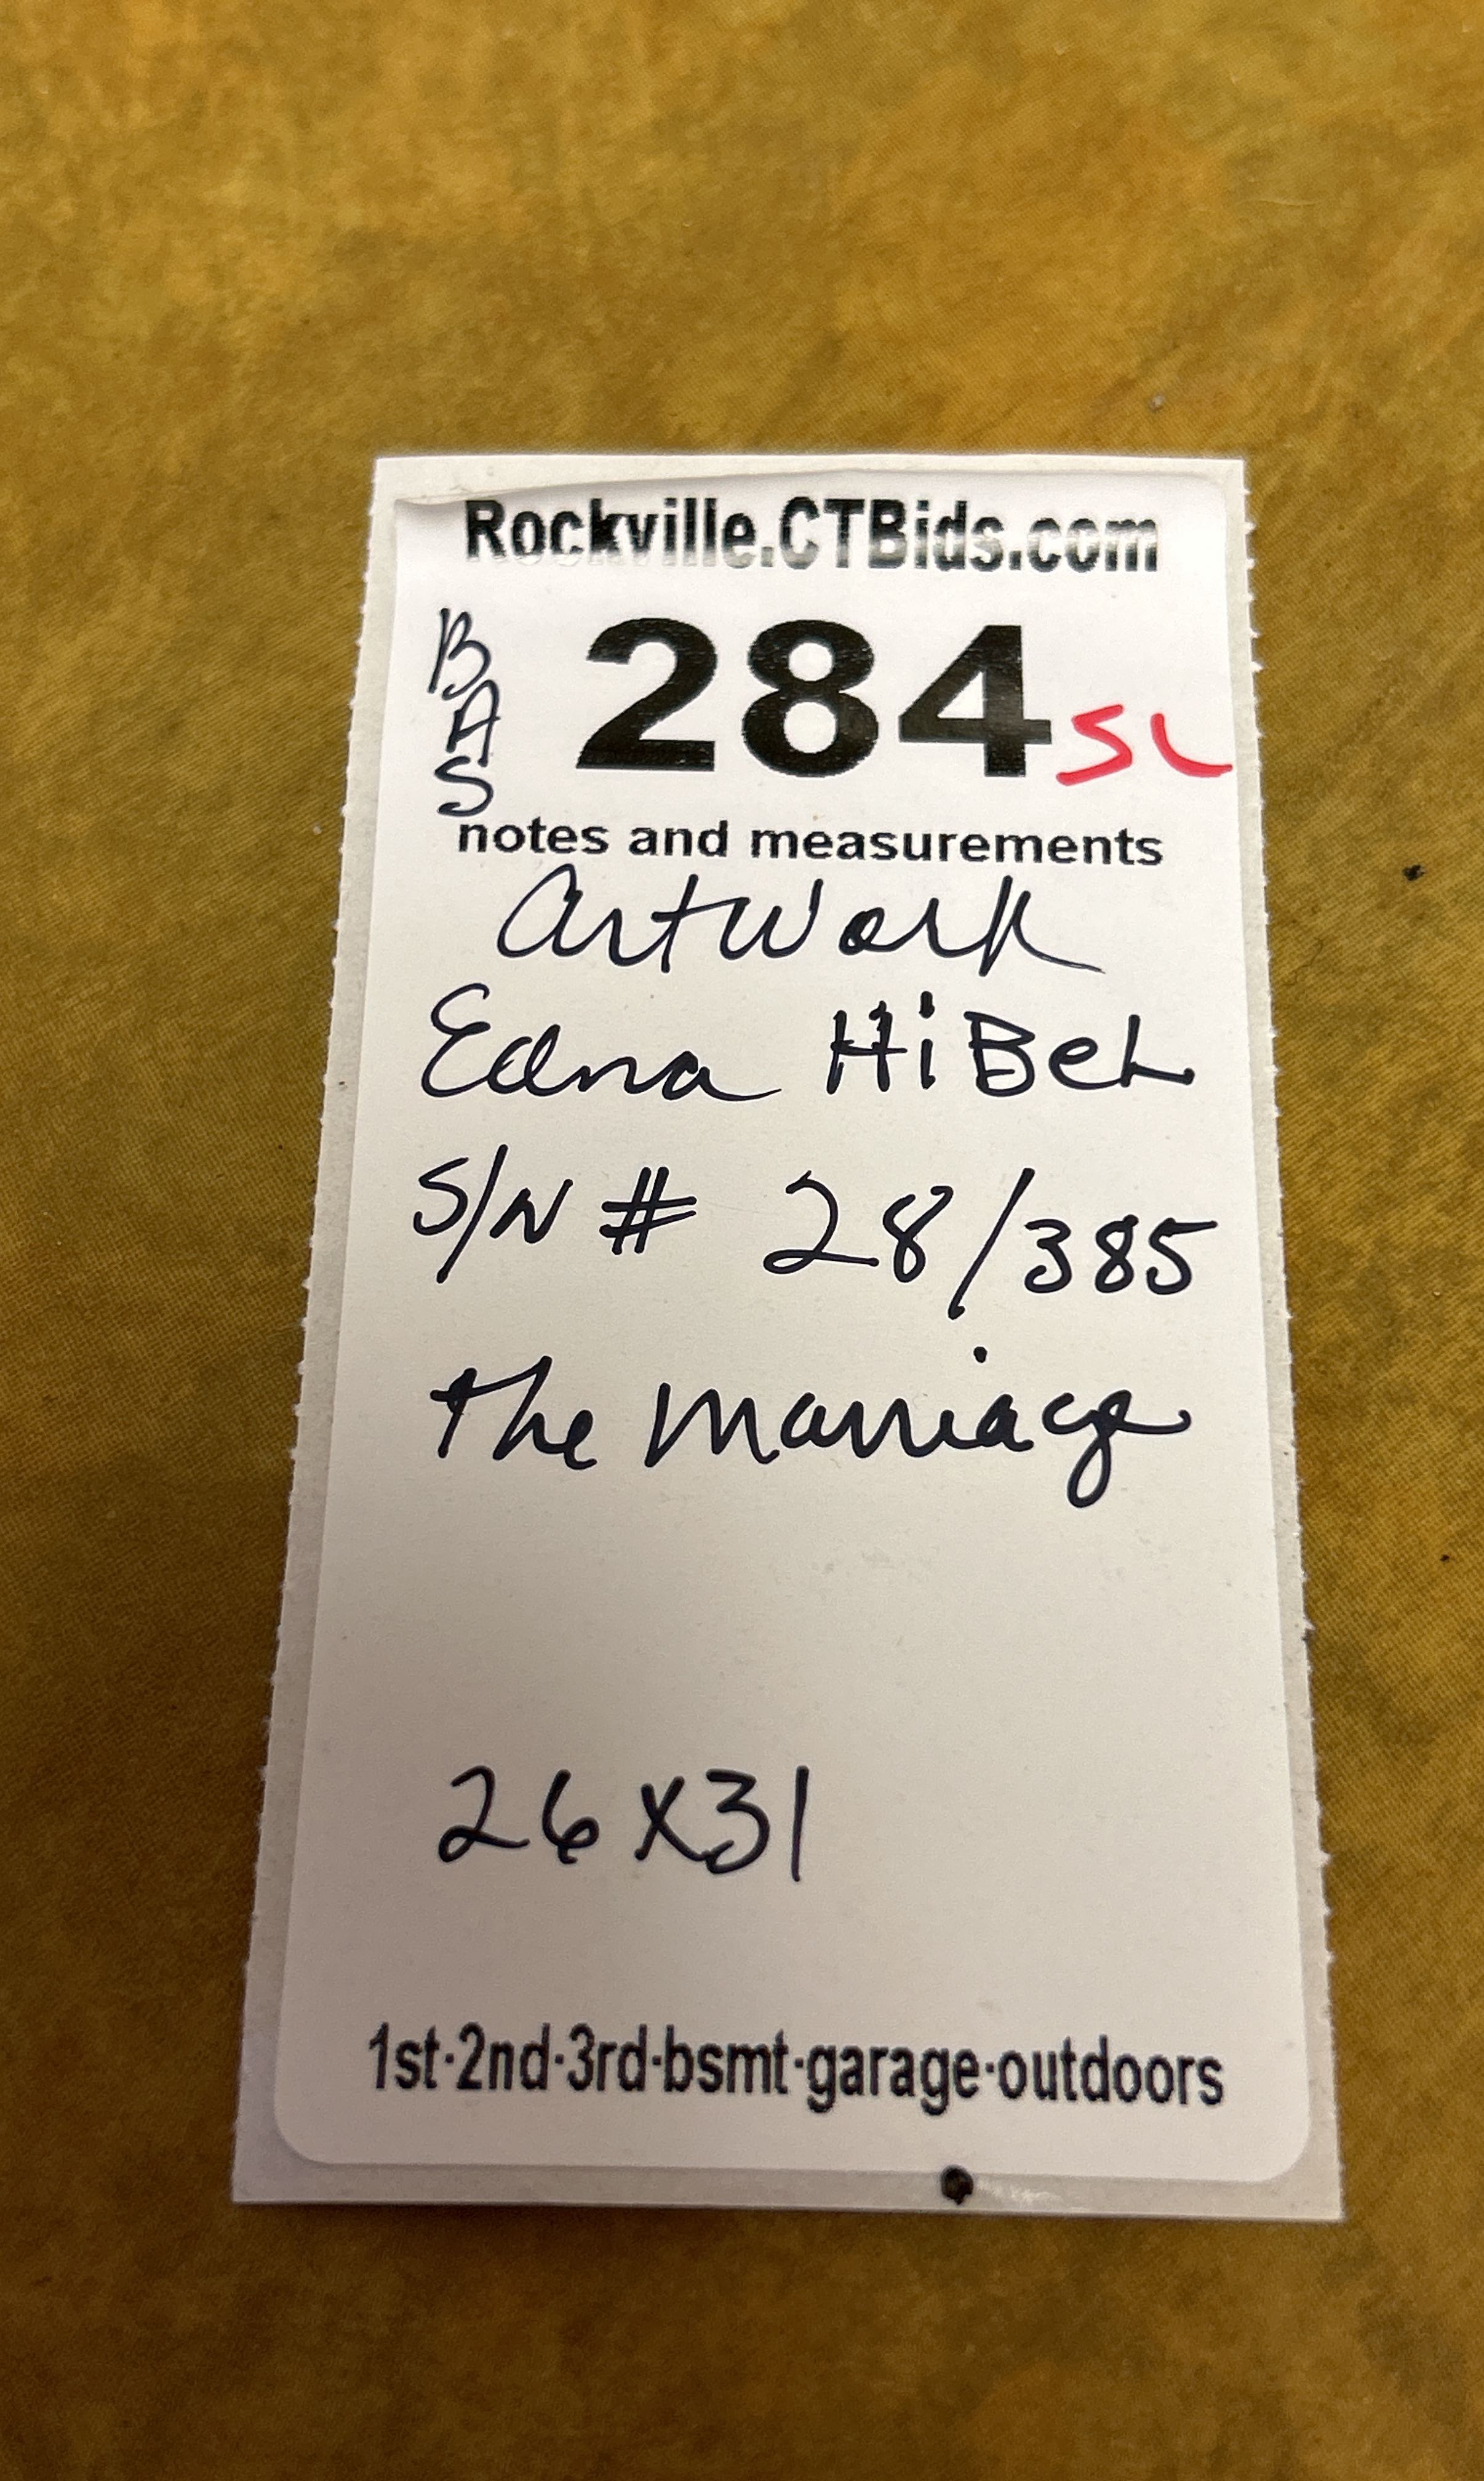 Rockville.CTBids.com
BAS
284 SL
notes and measurements
Artwork
Edna HiBeL
S/N # 28/385
the Marriage
26x31
1st·2nd·3rd·bsmt·garage·outdoors